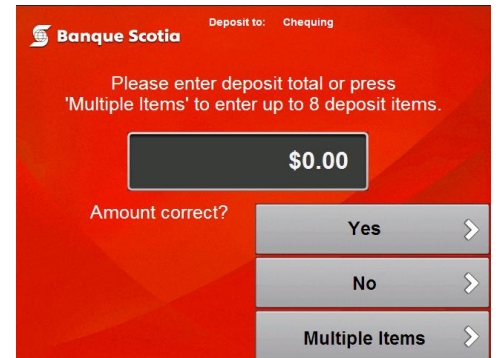 Deposit to: Chequing
Banque Scotia
Please enter deposit total or press
'Multiple Items' to enter up to 8 deposit items.
$0.00
Amount correct?
Yes
No
Multiple Items